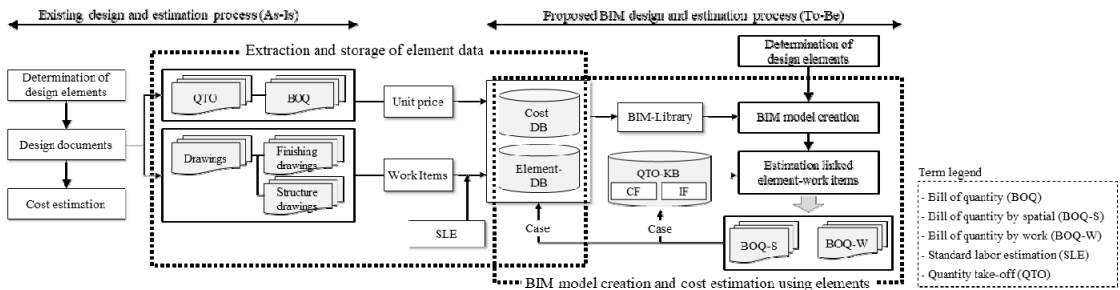 Existing design and estimation process (As-Is)
Proposed BIM design and estimation process (To-Be)
Extraction and storage of element data
Determination of
design elements
Design documents
Cost estimation
QTO
BOQ
Drawings
Finishing
drawings
Structure
drawings
Unit price
Work Items
SLE
Cost
DB
Element-
DB
BIM-Library
QTO-KB
CF
IF
Case
Case
Determination of
design elements
BIM model creation
Estimation linked
element-work items
BOQ-S
BOQ-W
BIM model creation and cost estimation using elements
Term legend
- Bill of quantity (BOQ)
- Bill of quantity by spatial (BOQ-S)
- Bill of quantity by work (BOQ-W)
- Standard labor estimation (SLE)
- Quantity take-off (QTO)